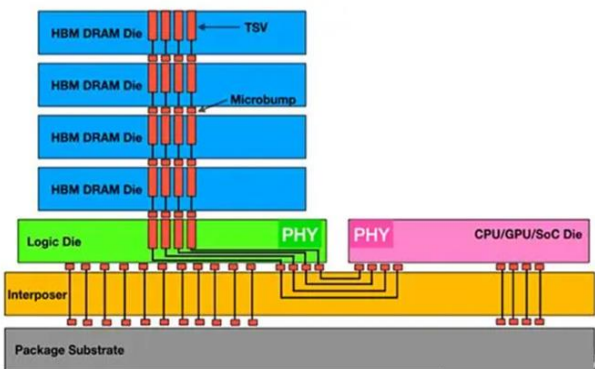 HBM DRAM Die
TSV
HBM DRAM Die
Microbump
HBM DRAM Die
HBM DRAM Die
Logic Die
PHY
PHY
CPU/GPU/SoC Die
Interposer
Package Substrate